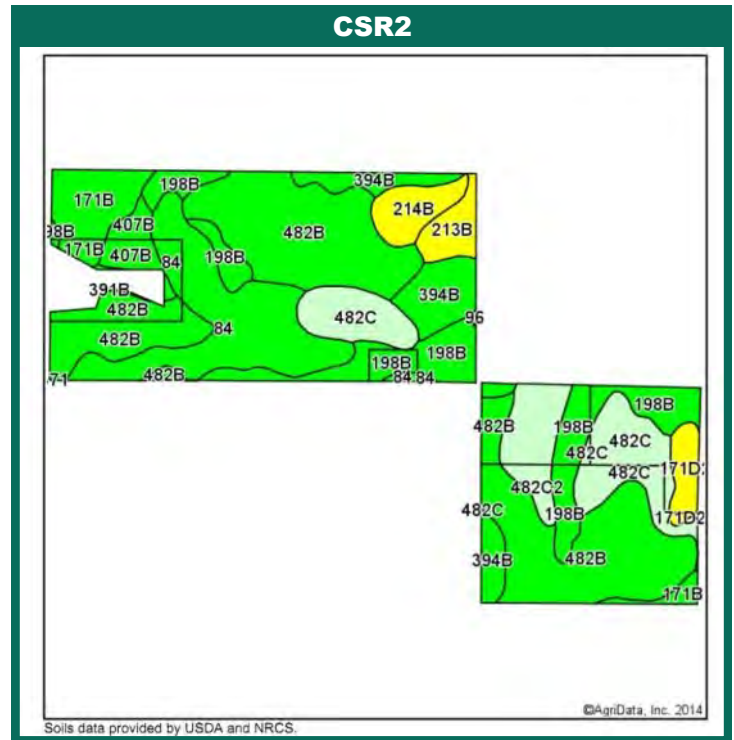 CSR2
198B
394B
171B
214B
407B
482B
213B
98B
171B
407B
84
198B
391B
394B
482B
482C
96
84
482B
198B
198B
71
482B
84
84
198B
482B
198B
482C
482C
482C
171D
482C2
482C
198B
171D2
394B
482B
171B
©AgriData, Inc. 2014
Soils data provided by USDA and NRCS.